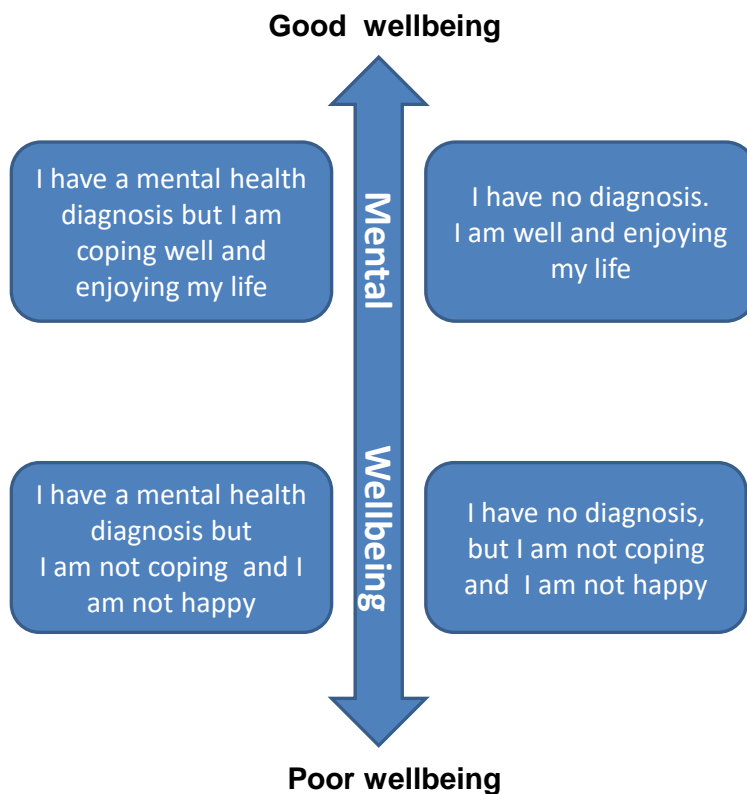 Good  wellbeing
I have a mental health
diagnosis but I am
coping well and
enjoying my life
Mental
I have no diagnosis.
I am well and enjoying
my life
Wellbeing
I have a mental health
diagnosis but
I am not coping  and I
am not happy
I have no diagnosis,
but I am not coping
and  I am not happy
Poor wellbeing